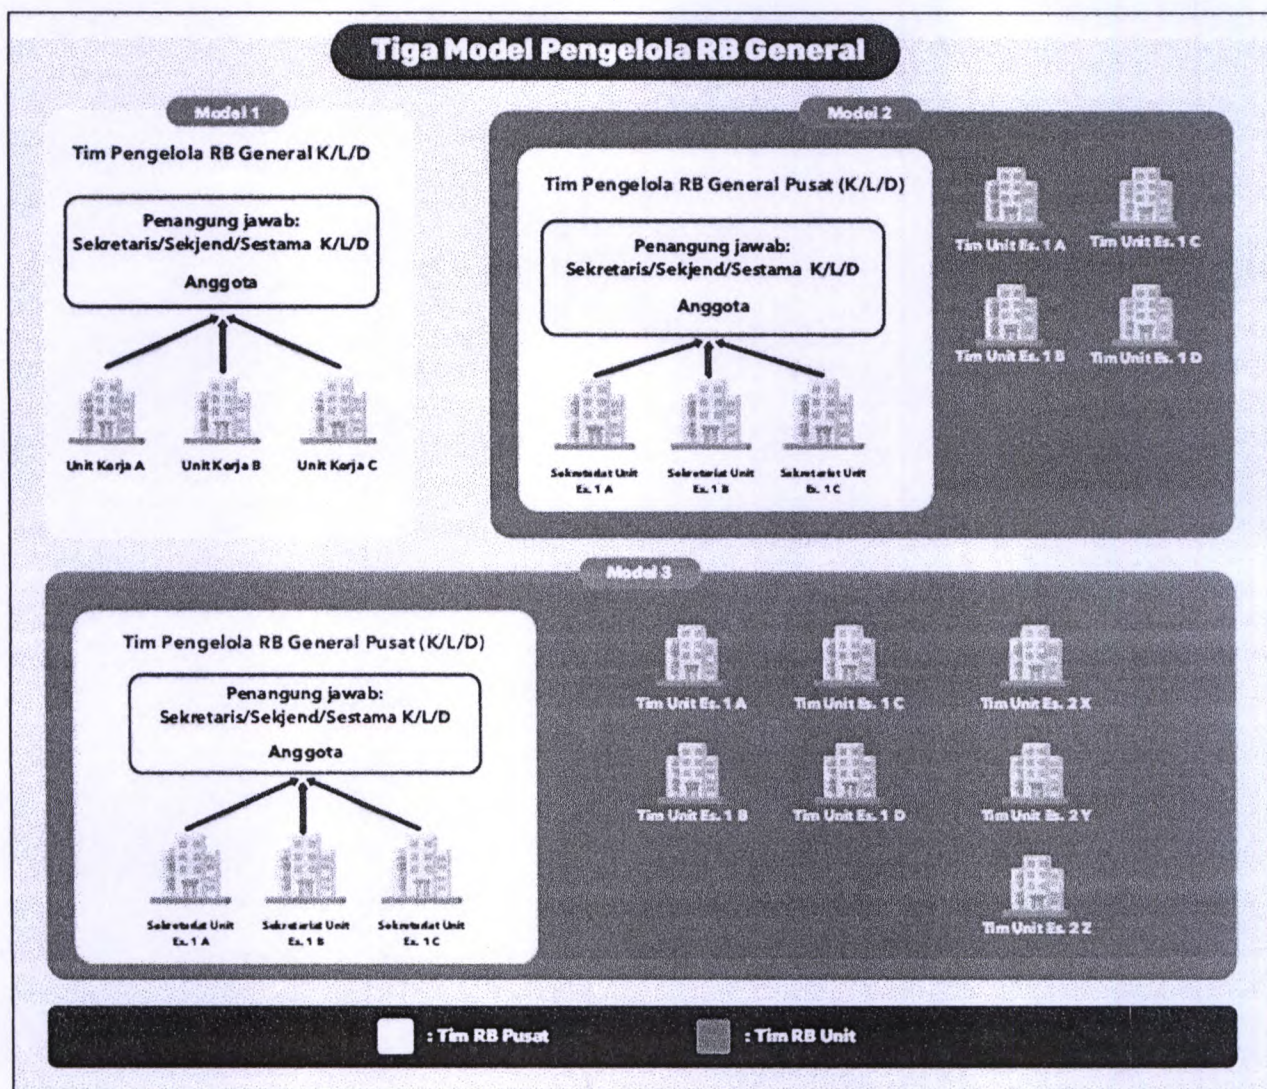 Tiga Model Pengelola RB General
Model 1
Tim Pengelola RB General K/L/D
Penangung jawab:
Sekretaris/Sekjend/Sestama K/L/D
Anggota
Unit Kerja A
Unit Kerja B
Unit Kerja C
Model 2
Tim Pengelola RB General Pusat (K/L/D)
Penangung jawab:
Sekretaris/Sekjend/Sestama K/L/D
Anggota
Sekretariat Unit
Es. 1 A
Sekretariat Unit
Es. 1 B
Sekretariat Unit
Es. 1 C
Tim Unit Es. 1 A
Tim Unit Es. 1 C
Tim Unit Es. 1 B
Tim Unit Es. 1 D
Model 3
Tim Pengelola RB General Pusat (K/L/D)
Penangung jawab:
Sekretaris/Sekjend/Sestama K/L/D
Anggota
Sekretariat Unit
Es. 1 A
Sekretariat Unit
Es. 1 B
Sekretariat Unit
Es. 1 C
Tim Unit Es. 1 A
Tim Unit Es. 1 C
Tim Unit Es. 2 X
Tim Unit Es. 1 B
Tim Unit Es. 1 D
Tim Unit Es. 2 Y
Tim Unit Es. 2 Z
: Tim RB Pusat
: Tim RB Unit